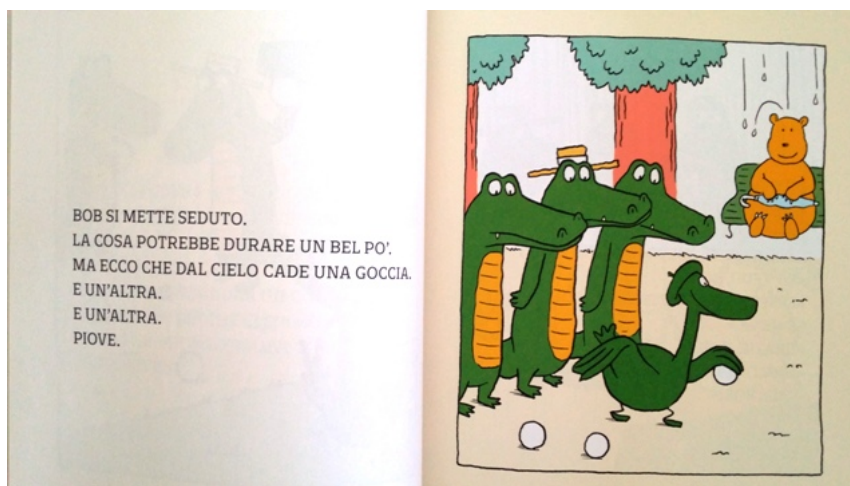 BOB SI METTE SEDUTO.
LA COSA POTREBBE DURARE UN BEL PO'.
MA ECCO CHE DAL CIELO CADE UNA GOCCIA.
E UN'ALTRA.
E UN'ALTRA.
PIOVE.